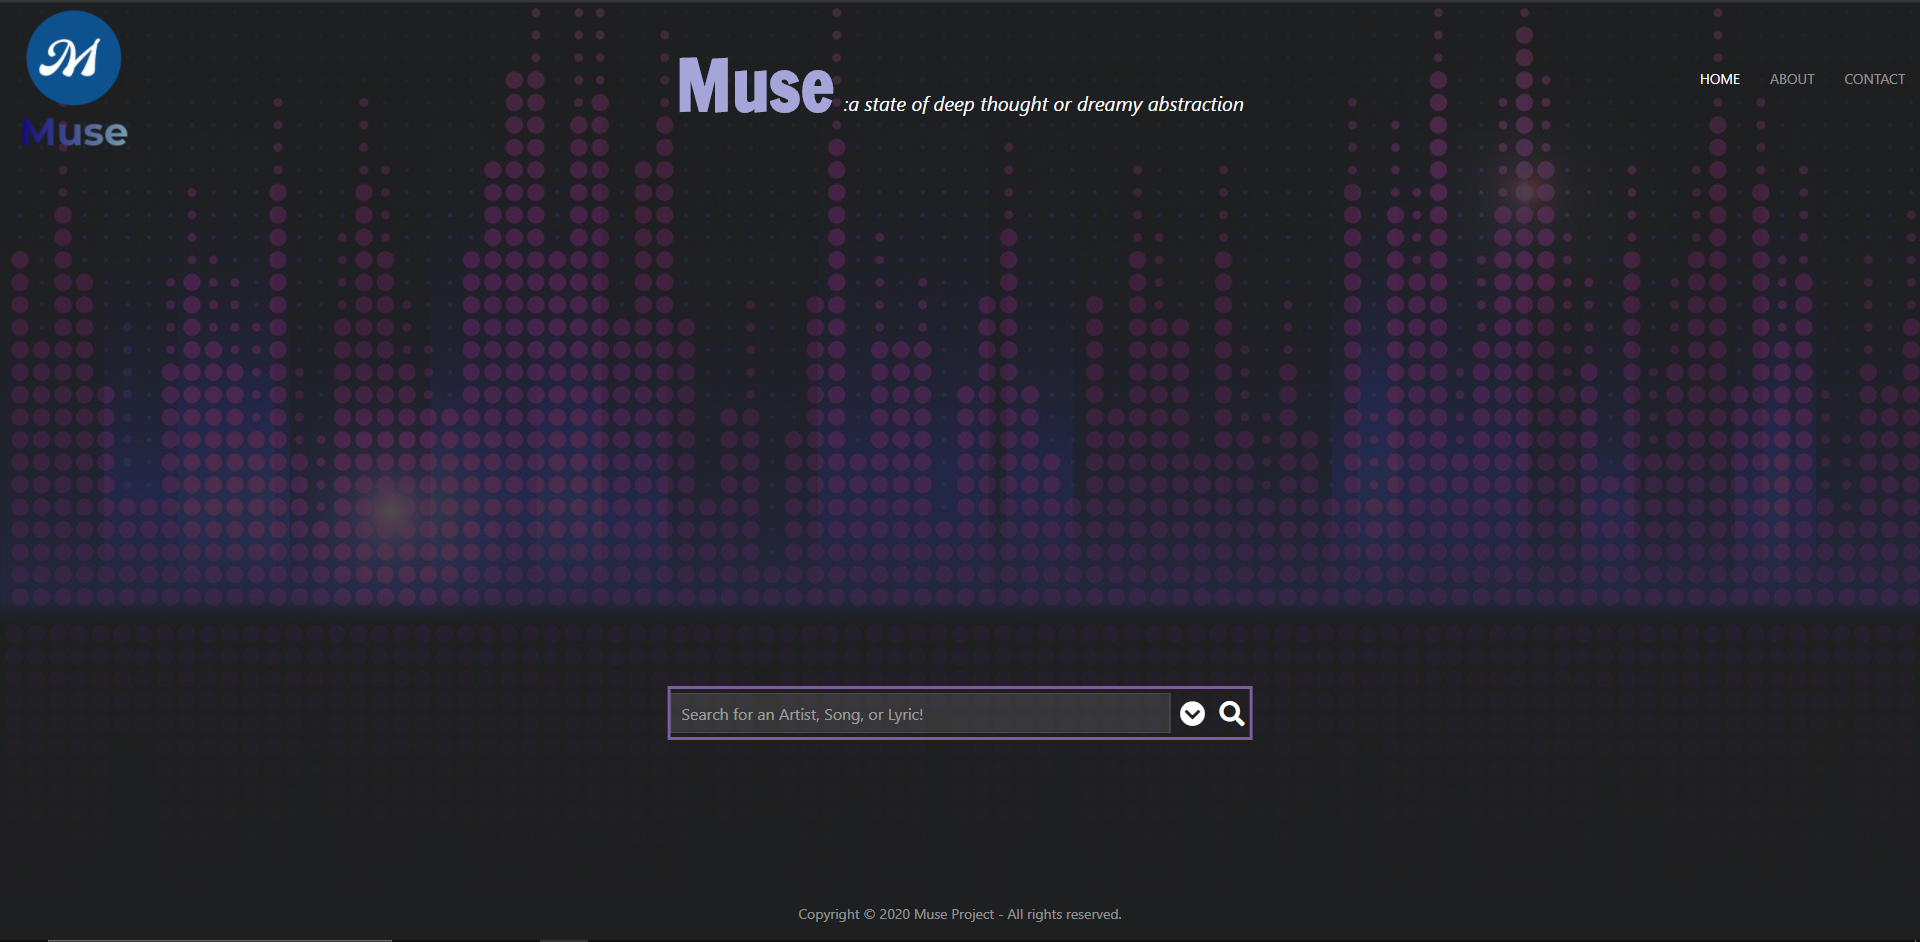 M
Muse
Muse :a state of deep thought or dreamy abstraction
HOME ABOUT CONTACT
Search for an Artist, Song, or Lyric!
Copyright © 2020 Muse Project - All rights reserved.